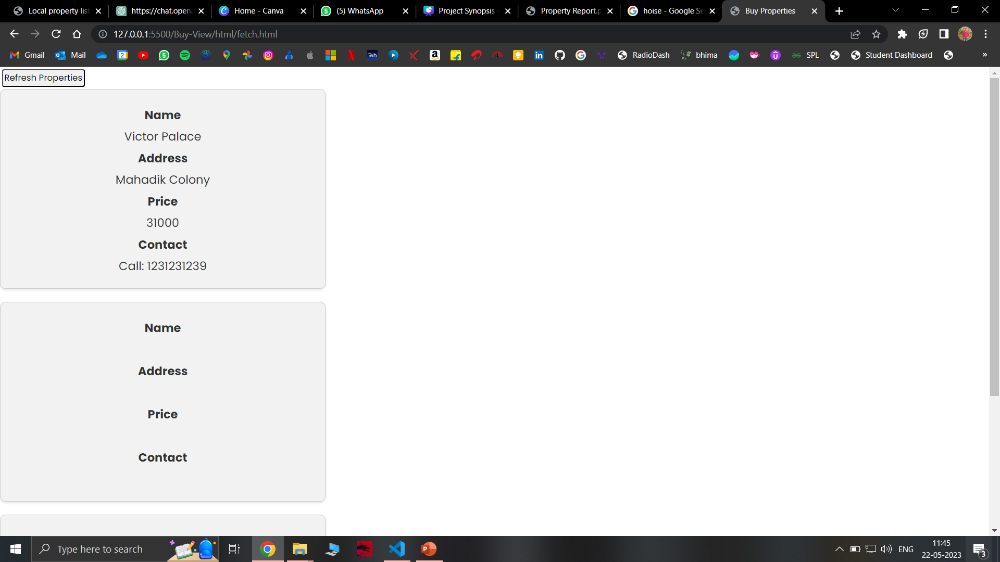 Local property list
https://chat.opena
Home - Canva
(5) WhatsApp
Project Synopsis -
Property Report.p
hoise - Google Se
Buy Properties
127.0.0.1:5500/Buy-View/html/fetch.html
Gmail
Mail
RadioDash
bhima
SPL
Student Dashboard
»
Refresh Properties
Name
Victor Palace
Address
Mahadik Colony
Price
31000
Contact
Call: 1231231239
Name
Address
Price
Contact
Type here to search
ENG
11:45
22-05-2023
3